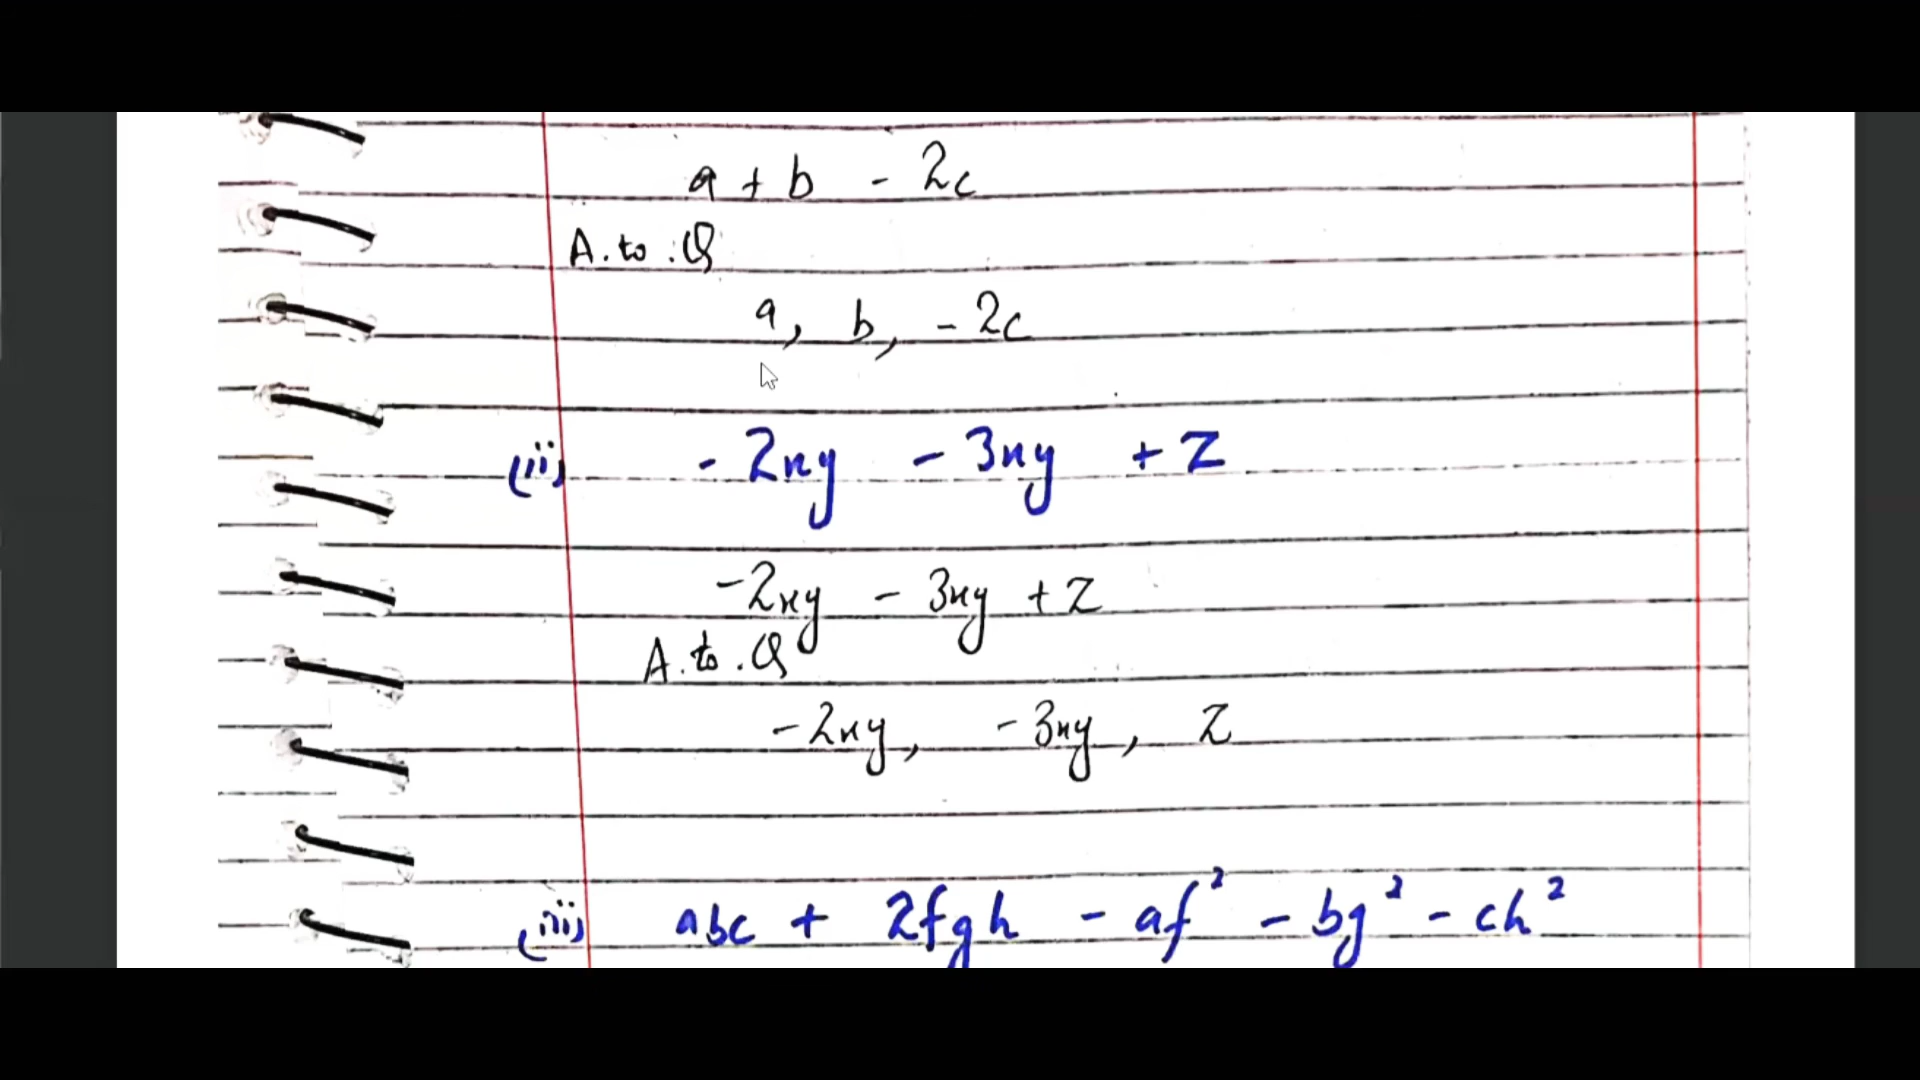 a + b - 2c
A. to. Q
a, b, - 2c
(ii) - 2xy - 3xy + z
- 2xy - 3xy + z
A. to. Q
- 2xy, - 3xy, z
(iii) abc + 2fgh - af² - bg² - ch²